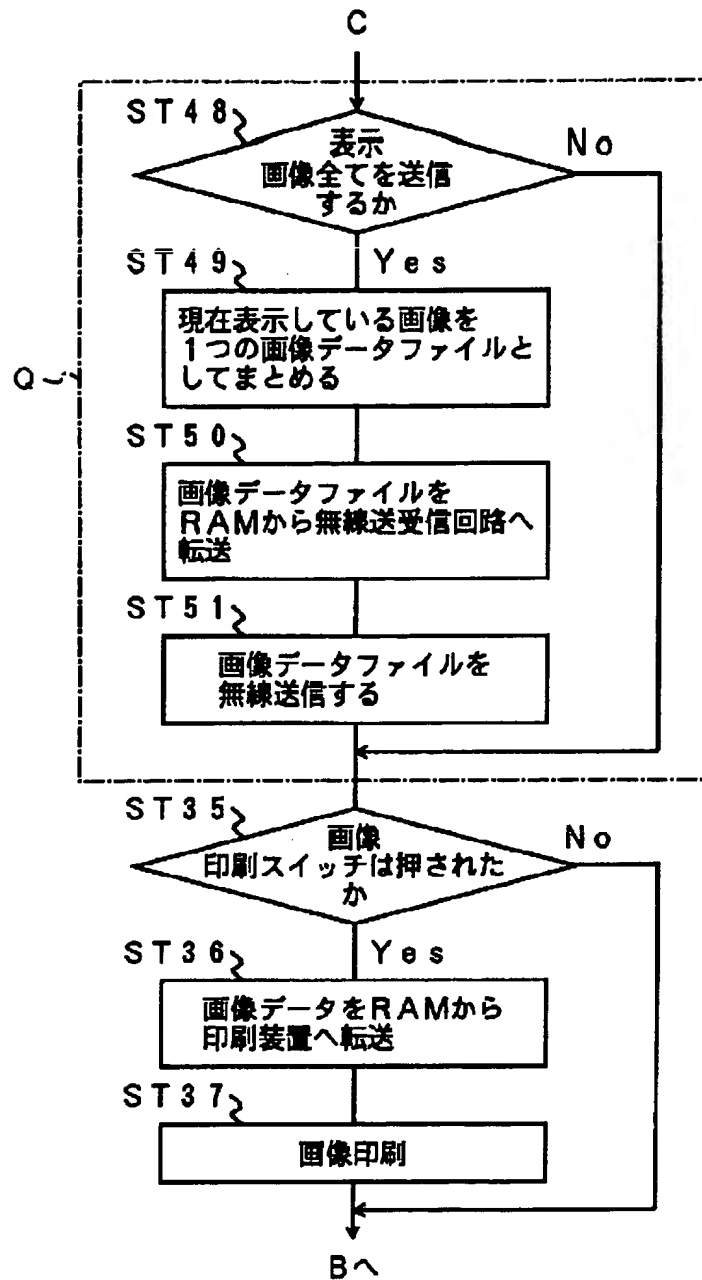 C
ST48
表示
画像全てを送信
するか
No
Yes
ST49
現在表示している画像を
1つの画像データファイルと
してまとめる
Q
ST50
画像データファイルを
RAMから無線送受信回路へ
転送
ST51
画像データファイルを
無線送信する
ST35
画像
印刷スイッチは押された
か
No
Yes
ST36
画像データをRAMから
印刷装置へ転送
ST37
画像印刷
Bへ